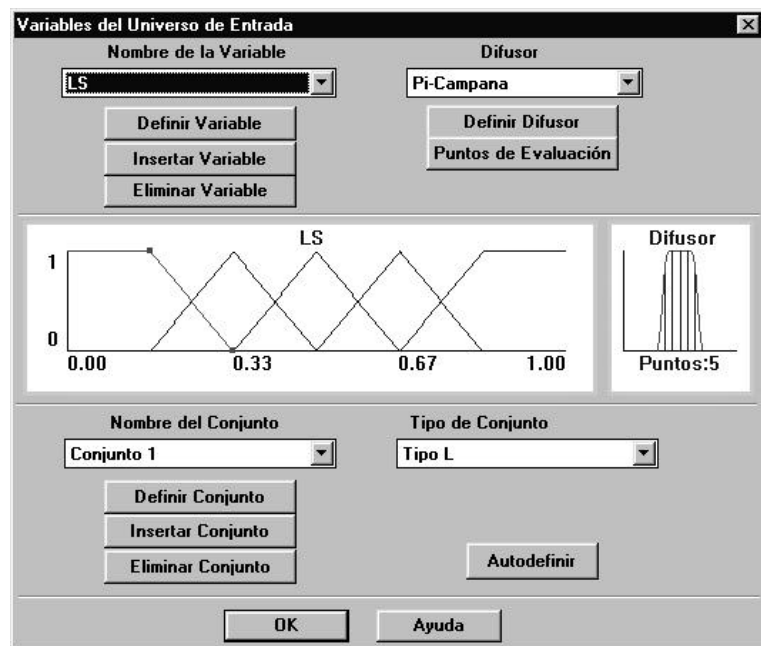 Variables del Universo de Entrada
Nombre de la Variable
Difusor
LS
Pi-Campana
Definir Variable
Definir Difusor
Insertar Variable
Puntos de Evaluación
Eliminar Variable
LS
Difusor
1
0
0.00 0.33 0.67 1.00
Puntos:5
Nombre del Conjunto
Tipo de Conjunto
Conjunto 1
Tipo L
Definir Conjunto
Insertar Conjunto
Eliminar Conjunto
Autodefinir
OK
Ayuda